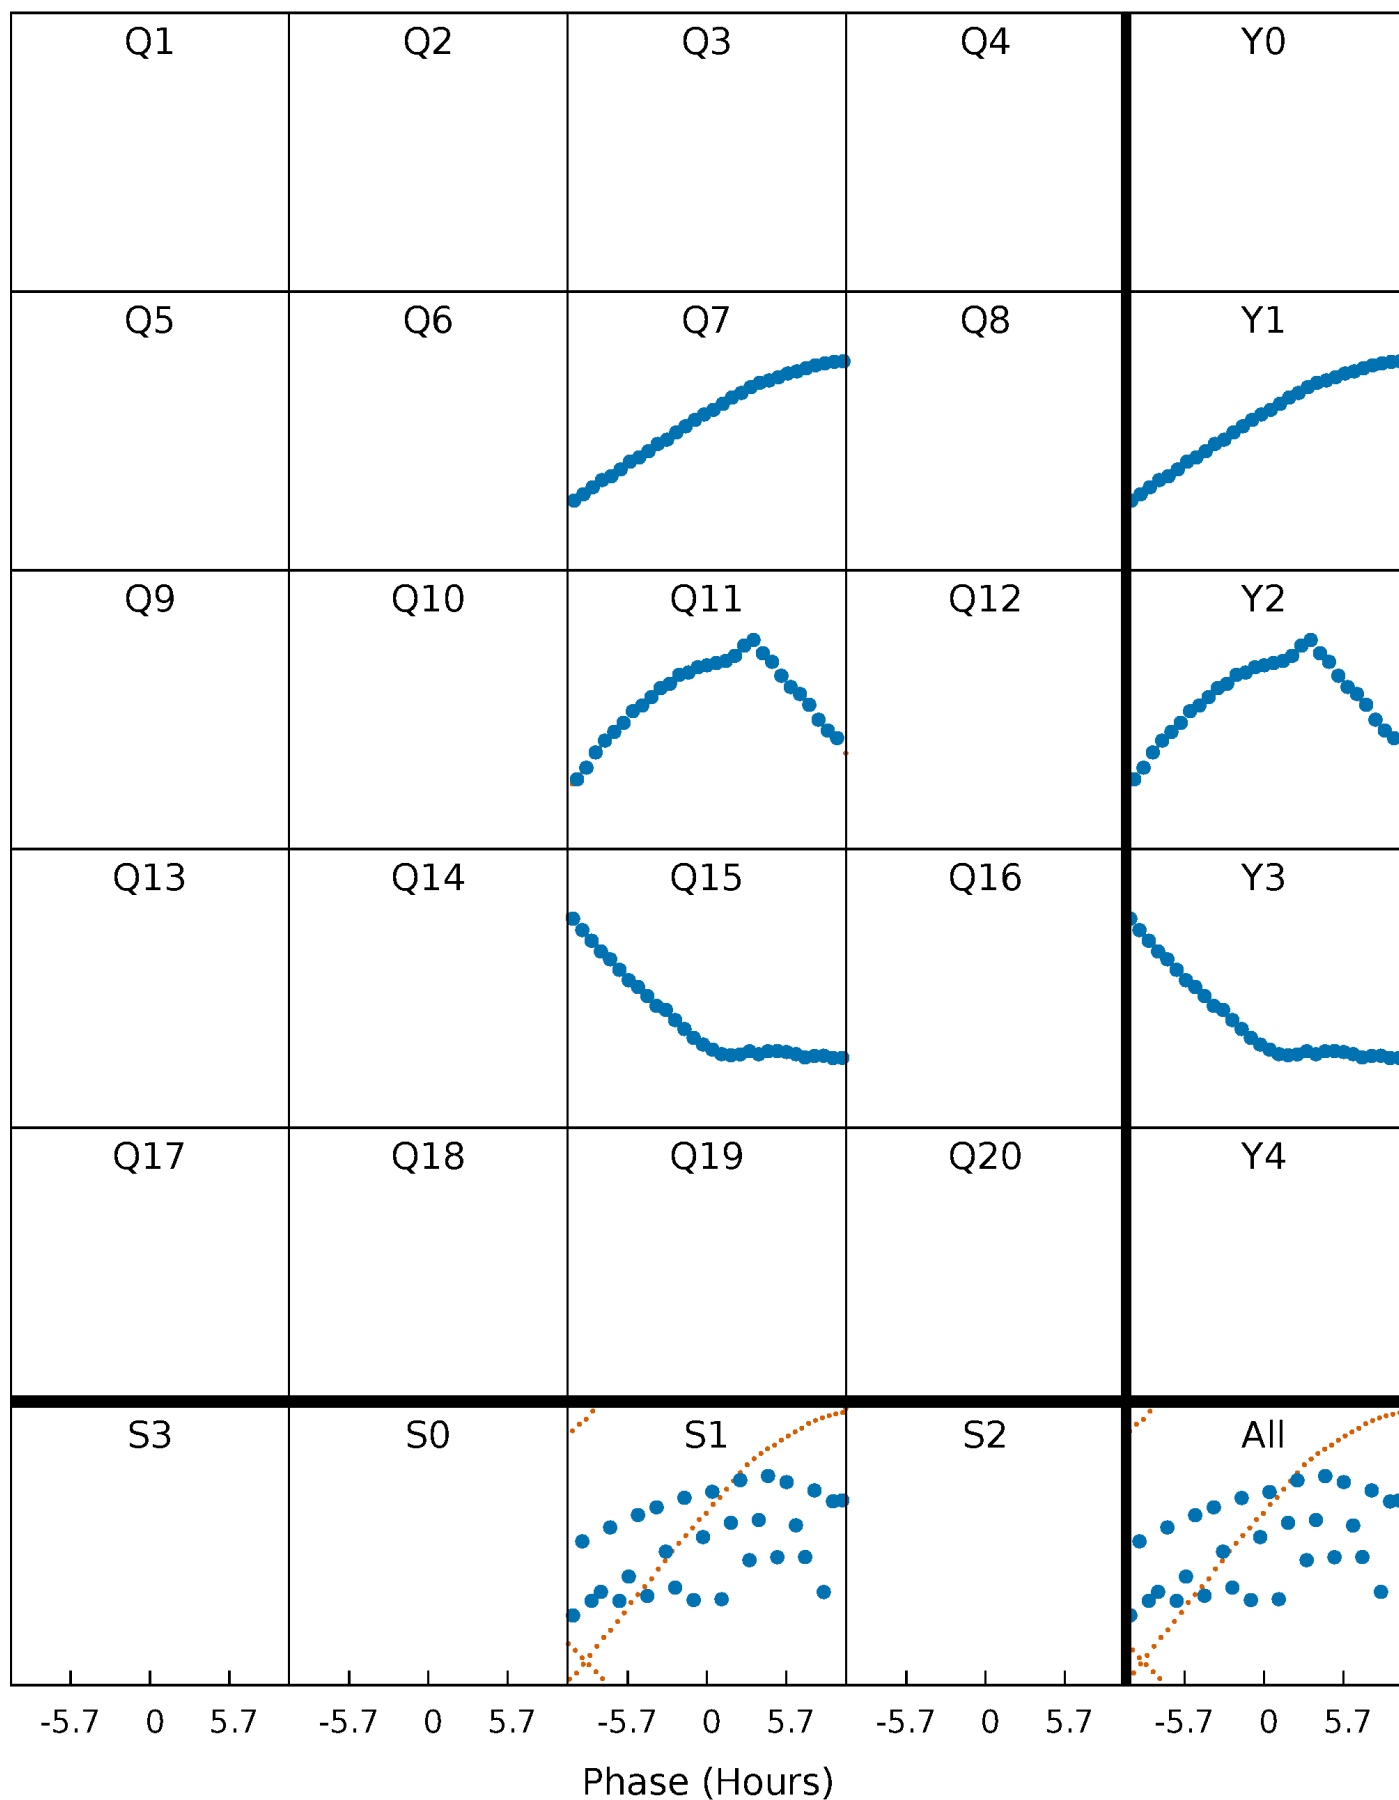 Q1 Q2 Q3 Q4 Y0
Q5 Q6 Q7 Q8 Y1
Q9 Q10 Q11 Q12 Y2
Q13 Q14 Q15 Q16 Y3
Q17 Q18 Q19 Q20 Y4
S3 S0 S1 S2 All
-5.7 0 5.7 -5.7 0 5.7 -5.7 0 5.7 -5.7 0 5.7 -5.7 0 5.7
Phase (Hours)